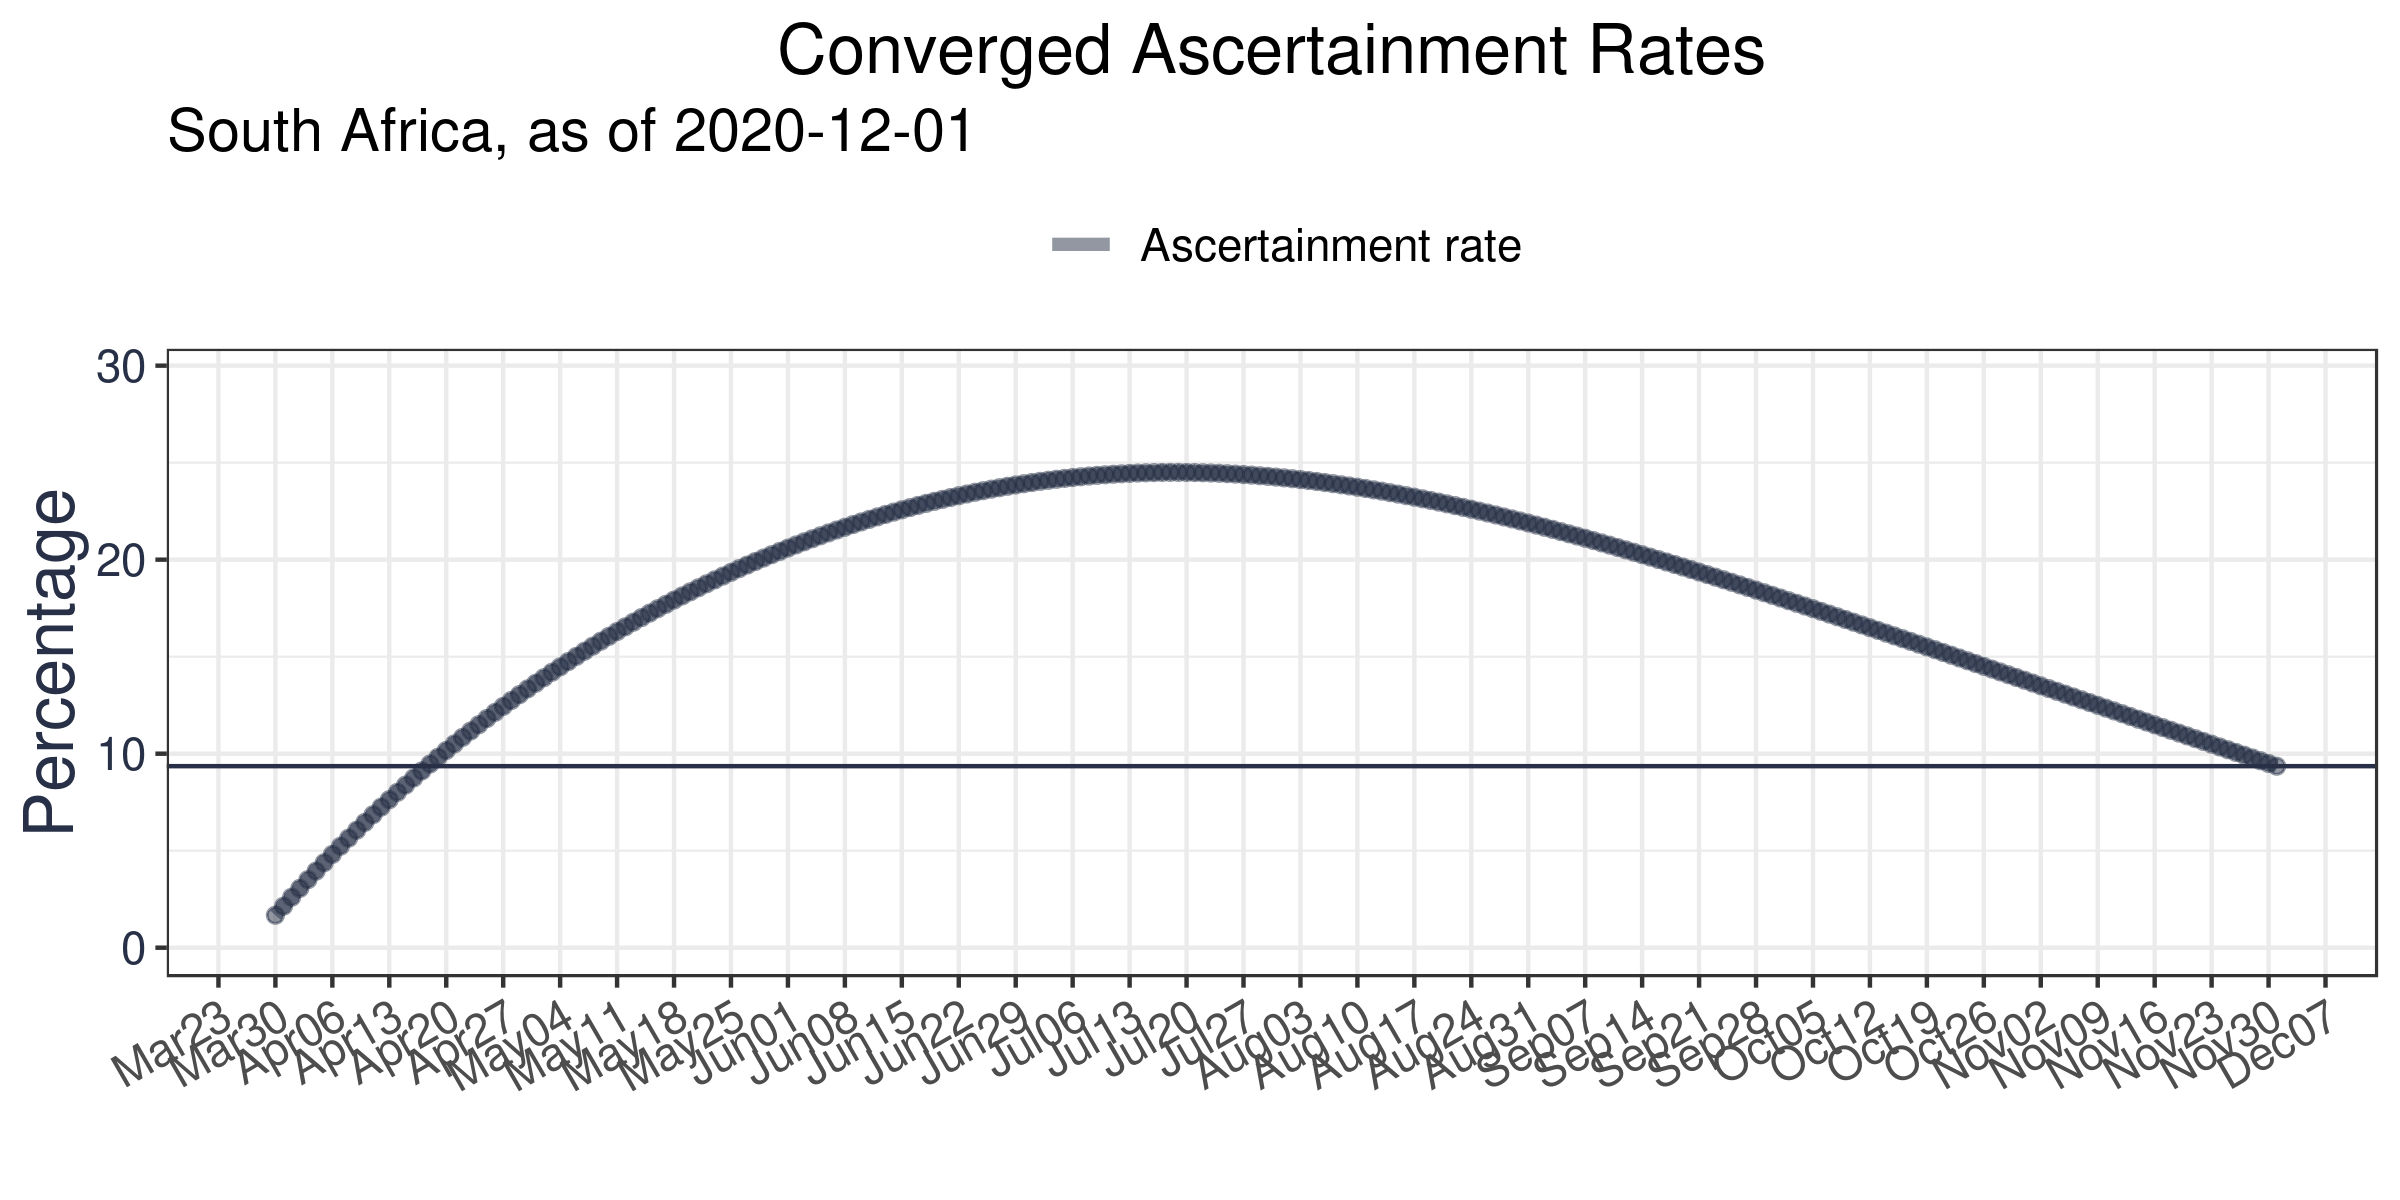 Converged Ascertainment Rates
South Africa, as of 2020-12-01
Ascertainment rate
Percentage
30
20
10
0
Mar23
Mar30
Apr06
Apr13
Apr20
Apr27
May04
May11
May18
May25
Jun01
Jun08
Jun15
Jun22
Jun29
Jul06
Jul13
Jul20
Jul27
Aug03
Aug10
Aug17
Aug24
Aug31
Sep07
Sep14
Sep21
Sep28
Oct05
Oct12
Oct19
Oct26
Nov02
Nov09
Nov16
Nov23
Nov30
Dec07